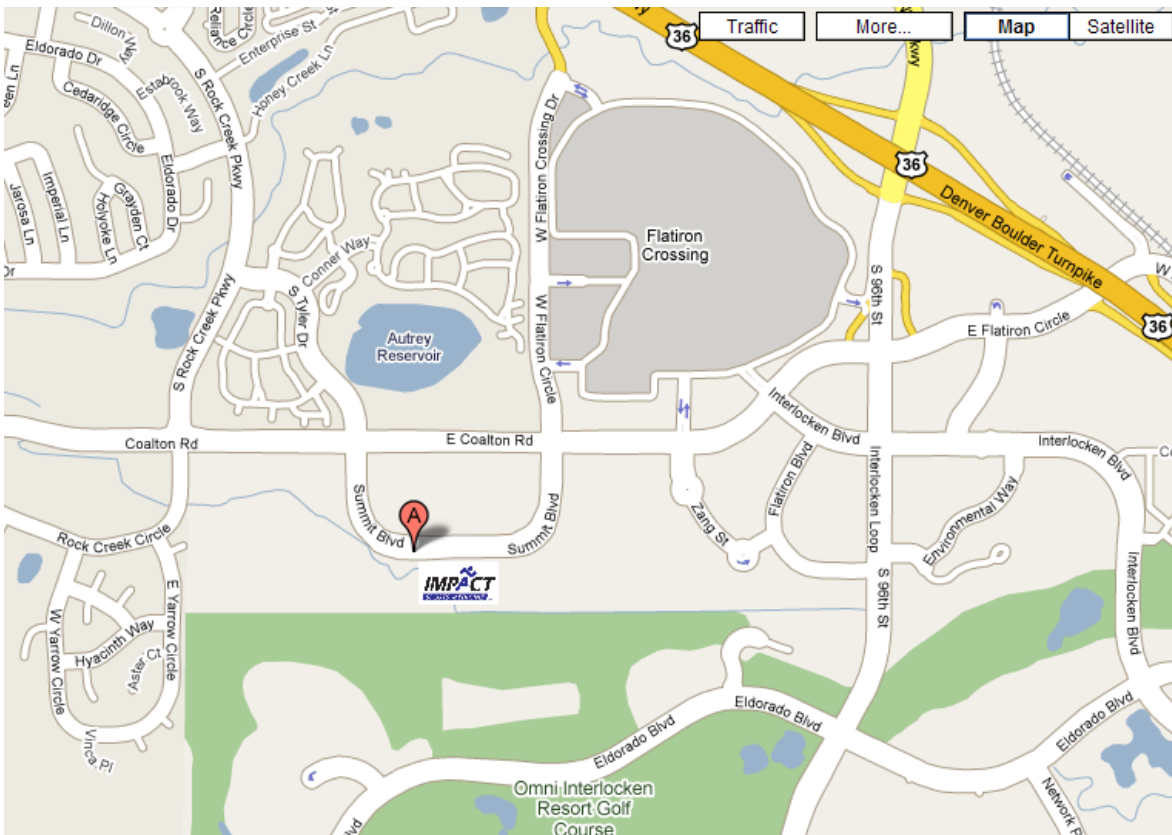 Traffic
More...
Map
Satellite
36
kwy
Dillon Way
Reliance Circle
Enterprise St
Eldorado Dr
Estabrook Way
S Rock Creek Pkwy
Honey Creek Ln
Cedaridge Circle
Eldorado Dr
Imperial Ln
Jarosa Ln
Grayden Ct
Holyoke Ln
Dr
W Flatiron Crossing Dr
36
Denver Boulder Turnpike
Flatiron
Crossing
Conner Way
S Tyler Dr
S Rock Creek Pkwy
Autrey
Reservoir
W Flatiron Circle
S 96th St
W
E Flatiron Circle
36
Coalton Rd
E Coalton Rd
Interlocken Blvd
Interlocken Blvd
Flatiron Blvd
Interlocken Loop
Environmental Way
Summit Blvd
A
Summit Blvd
Zang St
Rock Creek Circle
IMPACT
E Yarrow Circle
W Yarrow Circle
Hyacinth Way
Aster Ct
Vinca Pl
S 96th St
Interlocken Blvd
Eldorado Blvd
Eldorado Blvd
Eldorado Blvd
Omni Interlocken
Resort Golf
Course
lvd
Network P